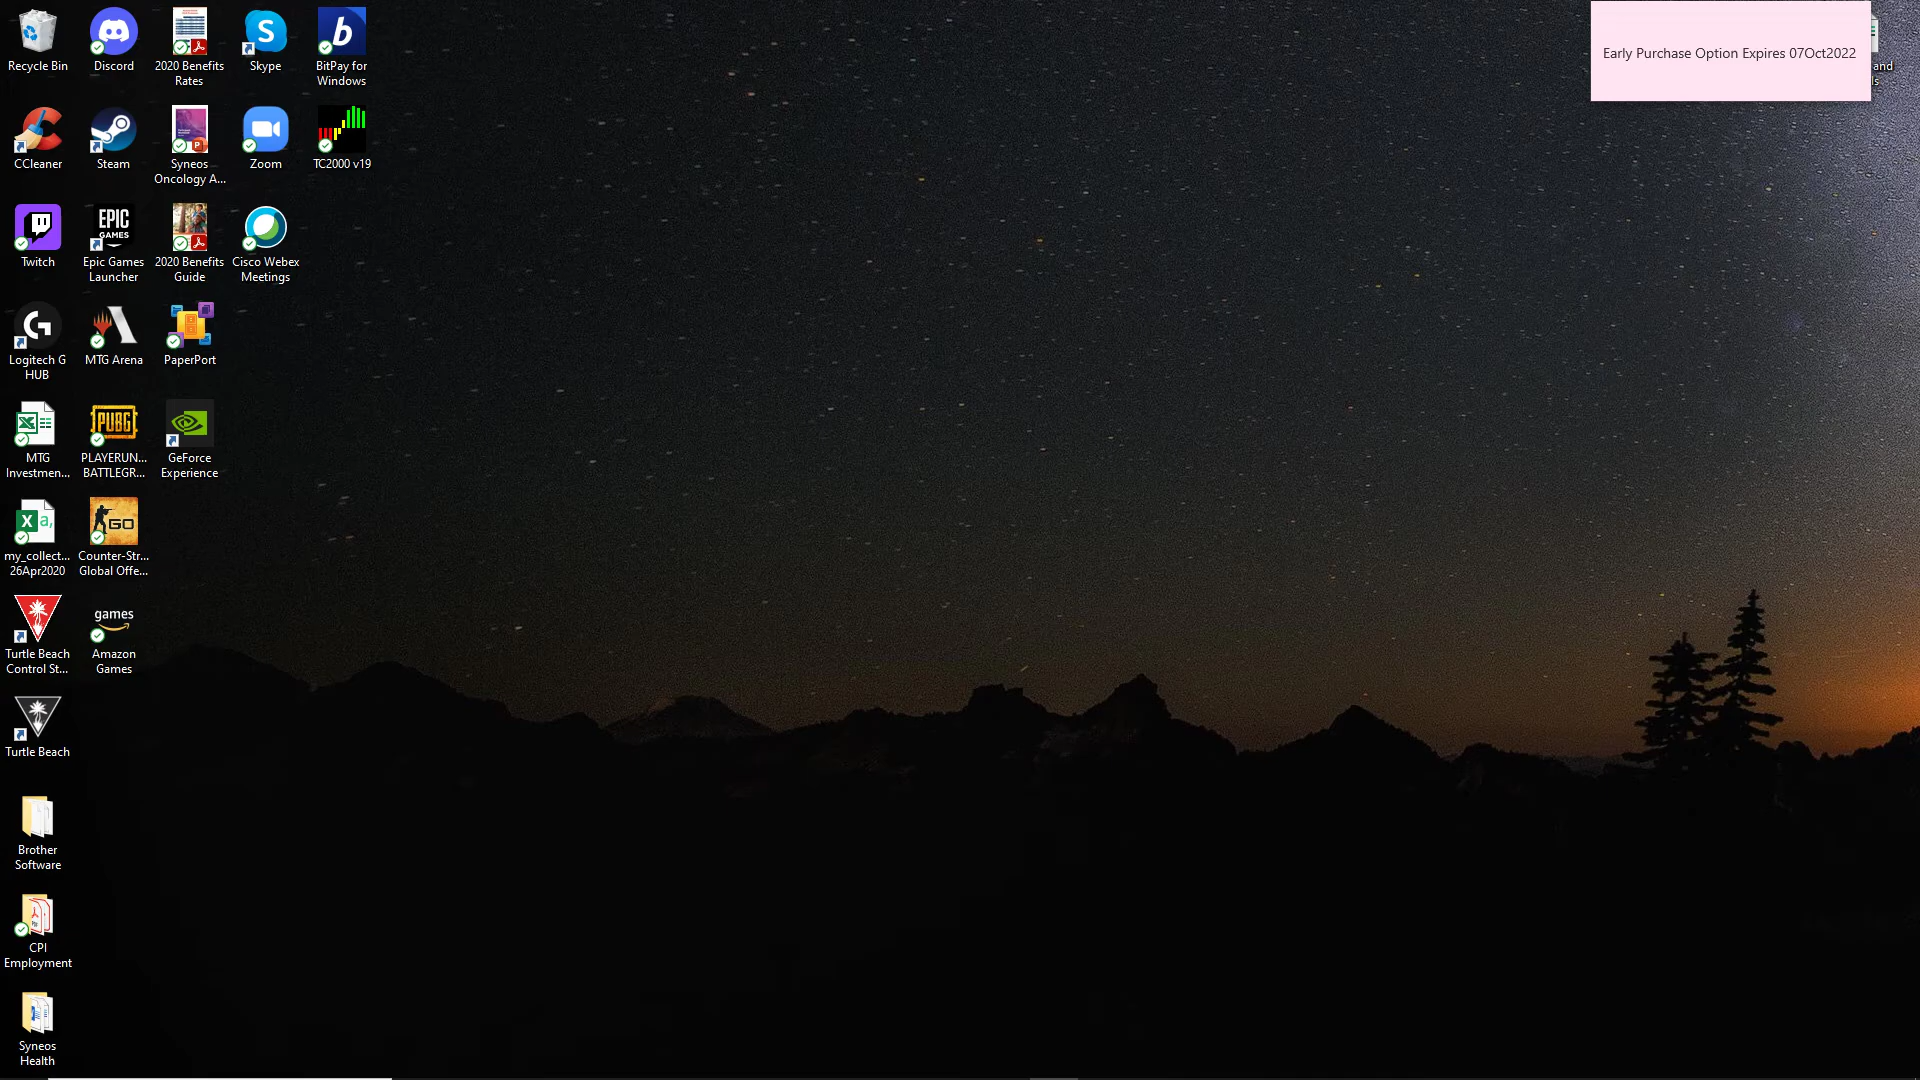 Recycle Bin
Discord
2020 Benefits
Rates
Skype
BitPay for
Windows
Early Purchase Option Expires 07Oct2022
and
ls
CCleaner
Steam
Syneos
Oncology A...
Zoom
TC2000 v19
Twitch
EPIC
GAMES
Epic Games
Launcher
2020 Benefits
Guide
Cisco Webex
Meetings
Logitech G
HUB
MTG Arena
PaperPort
MTG
Investmen...
PUBG
PLAYERUN...
BATTLEGR...
GeForce
Experience
my_collect...
26Apr2020
GO
Counter-Str...
Global Offe...
Turtle Beach
Control St...
games
Amazon
Games
Turtle Beach
Brother
Software
CPI
Employment
Syneos
Health